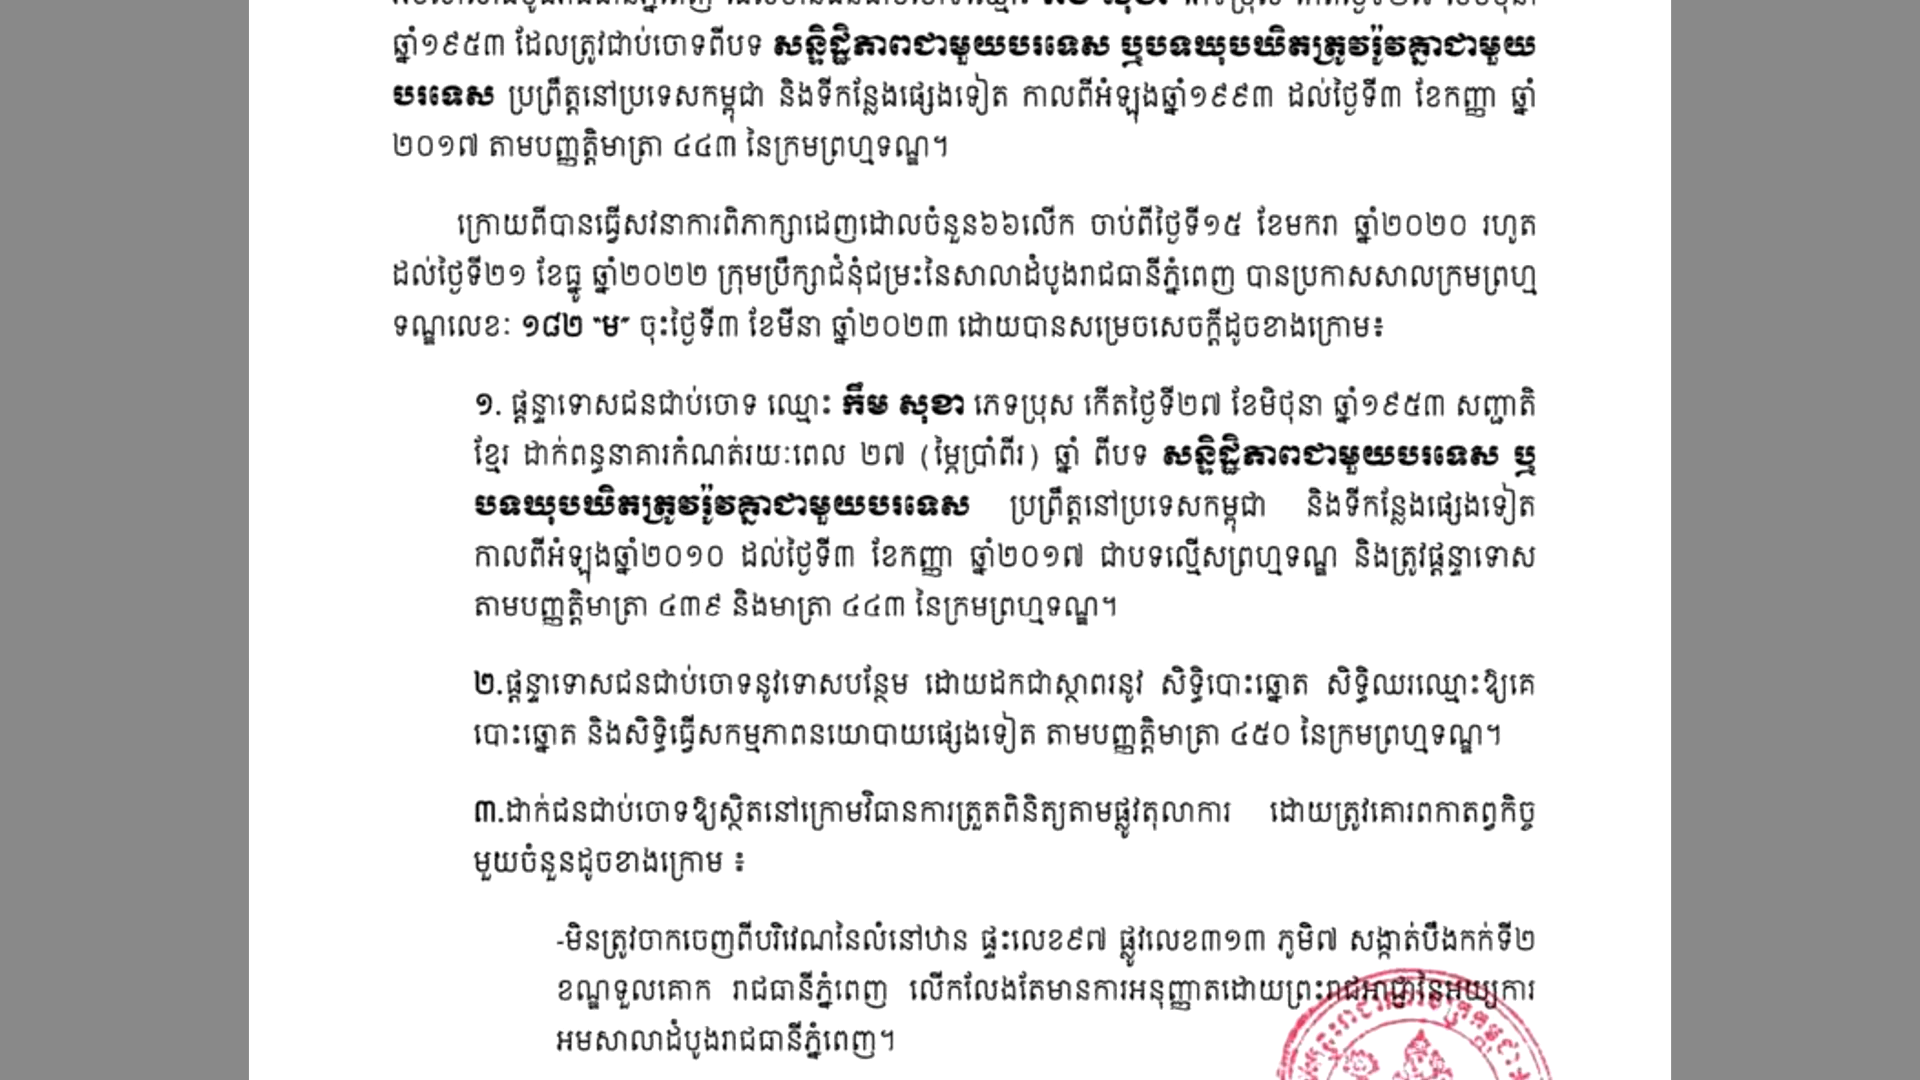 ឆ្នាំ១៩៥៣ ដែលត្រូវជាប់ចោទពីបទ សន្ទិដ្ឋិភាពជាមួយបរទេស ឬបទឃុបឃិតត្រូវរ៉ូវគ្នាជាមួយ
បរទេស ប្រព្រឹត្តនៅប្រទេសកម្ពុជា និងទីកន្លែងផ្សេងទៀត កាលពីអំឡុងឆ្នាំ១៩៩៣ ដល់ថ្ងៃទី៣ ខែកញ្ញា ឆ្នាំ
២០១៧ តាមបញ្ញត្តិមាត្រា ៤៤៣ នៃក្រមព្រហ្មទណ្ឌ។
ក្រោយពីបានធ្វើសវនាការពិភាក្សាដេញដោលចំនួន៦៦លើក ចាប់ពីថ្ងៃទី១៥ ខែមករា ឆ្នាំ២០២០ រហូត
ដល់ថ្ងៃទី២១ ខែធ្នូ ឆ្នាំ២០២២ ក្រុមប្រឹក្សាជំនុំជម្រះនៃសាលាដំបូងរាជធានីភ្នំពេញ បានប្រកាសសាលក្រមព្រហ្ម
ទណ្ឌលេខៈ ១៨២ "ម" ចុះថ្ងៃទី៣ ខែមីនា ឆ្នាំ២០២៣ ដោយបានសម្រេចសេចក្តីដូចខាងក្រោម៖
១. ផ្តន្ទាទោសជនជាប់ចោទ ឈ្មោះ កឹម សុខា ភេទប្រុស កើតថ្ងៃទី២៧ ខែមិថុនា ឆ្នាំ១៩៥៣ សញ្ជាតិ
ខ្មែរ ដាក់ពន្ធនាគារកំណត់រយៈពេល ២៧ (ម្ភៃប្រាំពីរ) ឆ្នាំ ពីបទ សន្ទិដ្ឋិភាពជាមួយបរទេស ឬ
បទឃុបឃិតត្រូវរ៉ូវគ្នាជាមួយបរទេស ប្រព្រឹត្តនៅប្រទេសកម្ពុជា និងទីកន្លែងផ្សេងទៀត
កាលពីអំឡុងឆ្នាំ២០១០ ដល់ថ្ងៃទី៣ ខែកញ្ញា ឆ្នាំ២០១៧ ជាបទល្មើសព្រហ្មទណ្ឌ និងត្រូវផ្តន្ទាទោស
តាមបញ្ញត្តិមាត្រា ៤៣៩ និងមាត្រា ៤៤៣ នៃក្រមព្រហ្មទណ្ឌ។
២.ផ្តន្ទាទោសជនជាប់ចោទនូវទោសបន្ថែម ដោយដកជាស្ថាពរនូវ សិទ្ធិបោះឆ្នោត សិទ្ធិឈរឈ្មោះឱ្យគេ
បោះឆ្នោត និងសិទ្ធិធ្វើសកម្មភាពនយោបាយផ្សេងទៀត តាមបញ្ញត្តិមាត្រា ៤៥០ នៃក្រមព្រហ្មទណ្ឌ។
៣.ដាក់ជនជាប់ចោទឱ្យស្ថិតនៅក្រោមវិធានការត្រួតពិនិត្យតាមផ្លូវតុលាការ ដោយត្រូវគោរពកាតព្វកិច្ច
មួយចំនួនដូចខាងក្រោម ៖
-មិនត្រូវចាកចេញពីបរិវេណនៃលំនៅឋាន ផ្ទះលេខ៩៧ ផ្លូវលេខ៣១៣ ភូមិ៧ សង្កាត់បឹងកក់ទី២
ខណ្ឌទួលគោក រាជធានីភ្នំពេញ លើកលែងតែមានការអនុញ្ញាតដោយព្រះរាជអាជ្ញានៃអយ្យការ
អមសាលាដំបូងរាជធានីភ្នំពេញ។